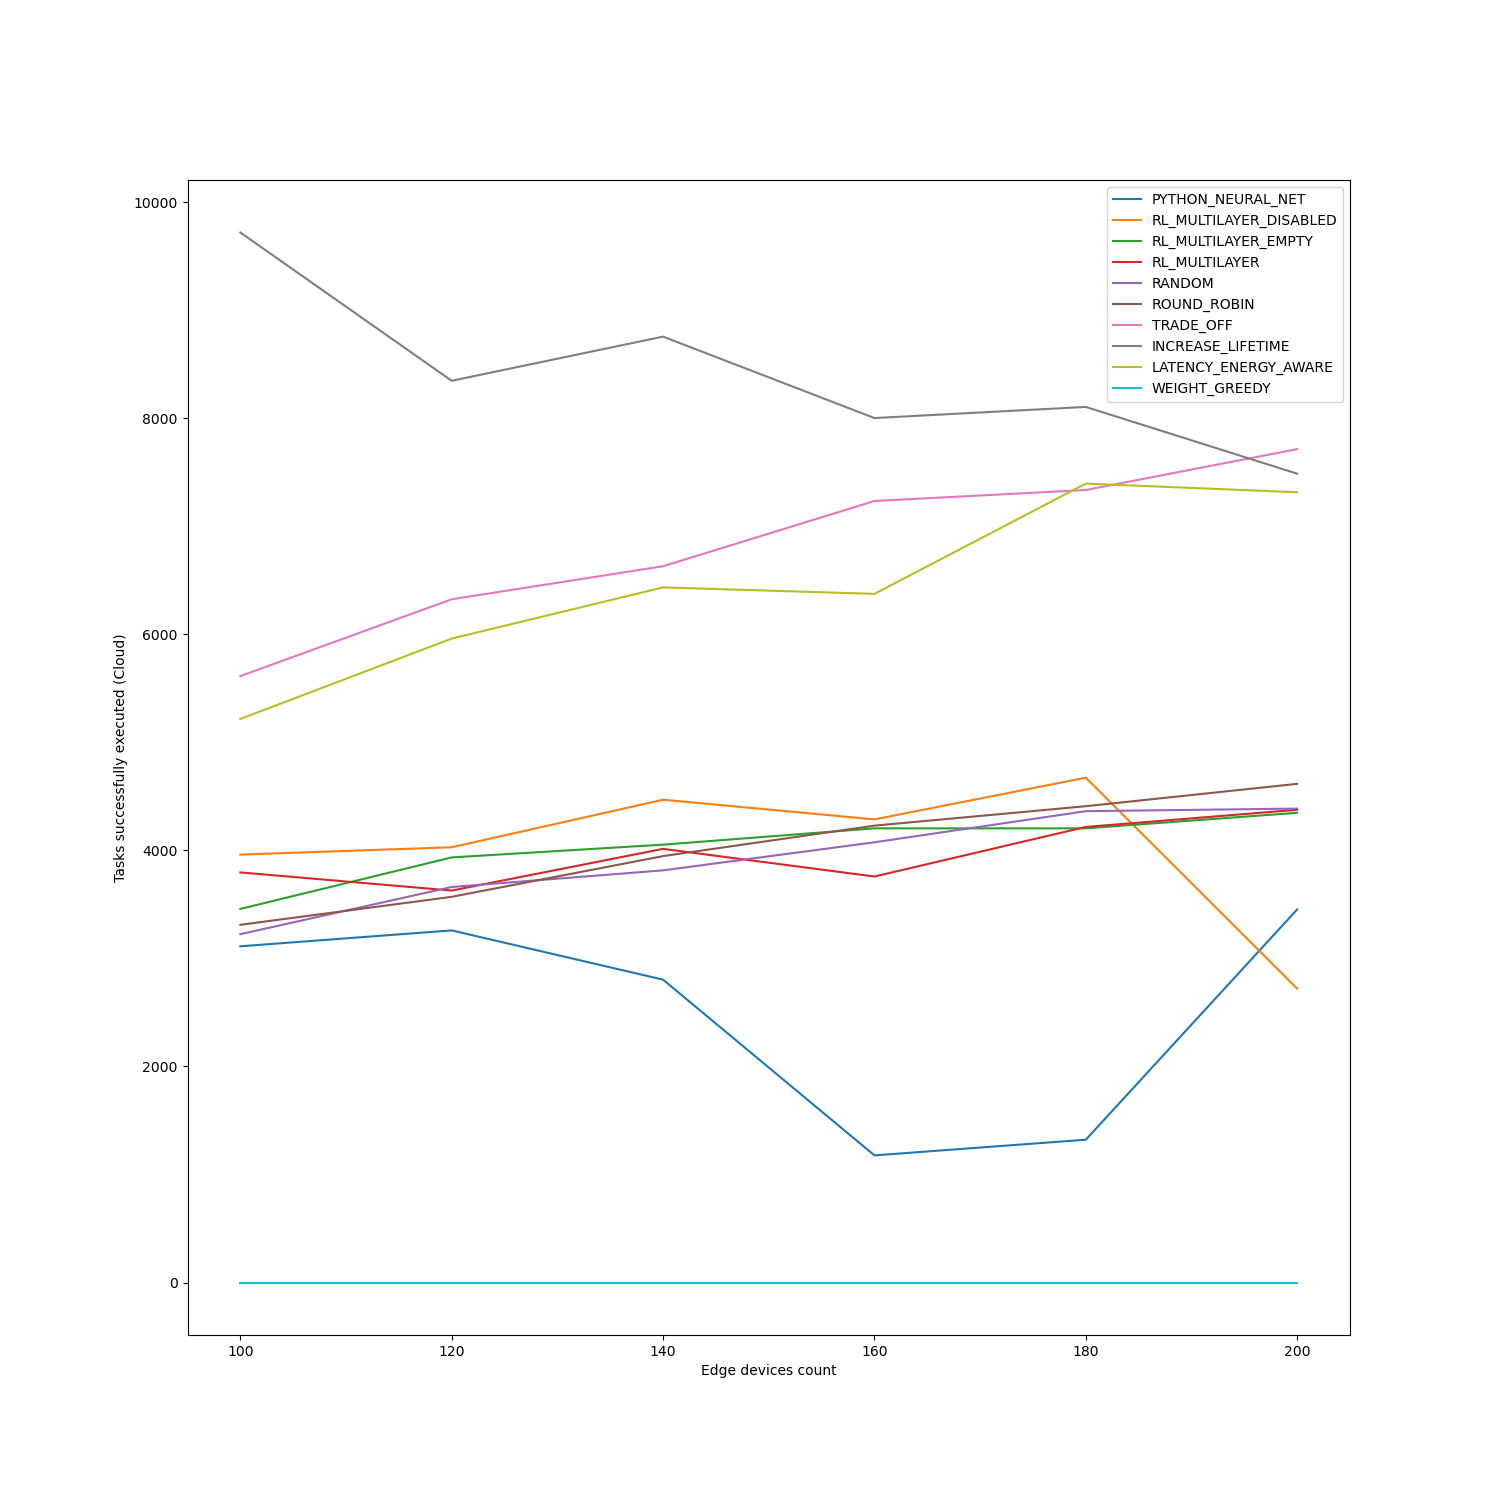 10000
8000
6000
4000
2000
0
Tasks successfully executed (Cloud)
PYTHON_NEURAL_NET
RL_MULTILAYER_DISABLED
RL_MULTILAYER_EMPTY
RL_MULTILAYER
RANDOM
ROUND_ROBIN
TRADE_OFF
INCREASE_LIFETIME
LATENCY_ENERGY_AWARE
WEIGHT_GREEDY
100 120 140 160 180 200
Edge devices count